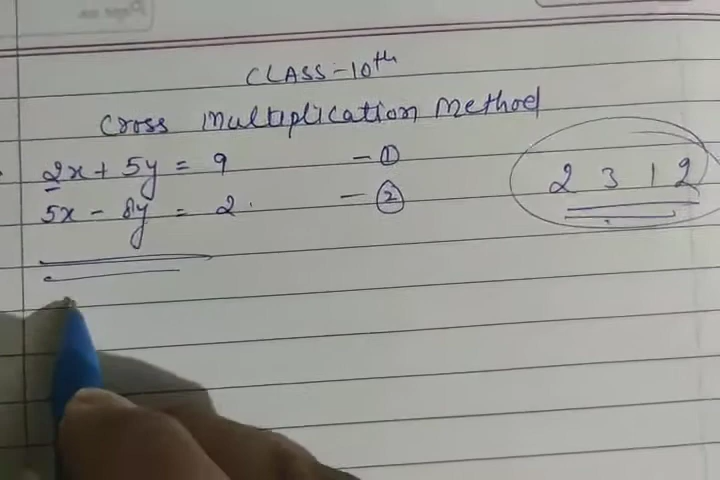 CLASS-10th
Cross Multiplication Method
2x + 5y = 9 - ①
5x - 8y = 2 - ②
2 3 1 2